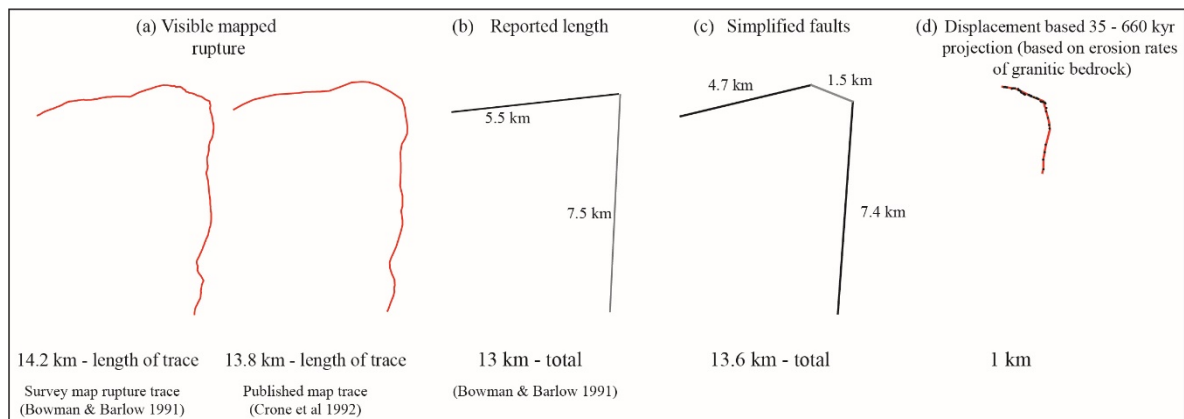 (a) Visible mapped
rupture
(b) Reported length
(c) Simplified faults
(d) Displacement based 35 - 660 kyr
projection (based on erosion rates
of granitic bedrock)
5.5 km
7.5 km
4.7 km
1.5 km
7.4 km
14.2 km - length of trace
13.8 km - length of trace
13 km - total
13.6 km - total
1 km
Survey map rupture trace
(Bowman & Barlow 1991)
Published map trace
(Crone et al 1992)
(Bowman & Barlow 1991)